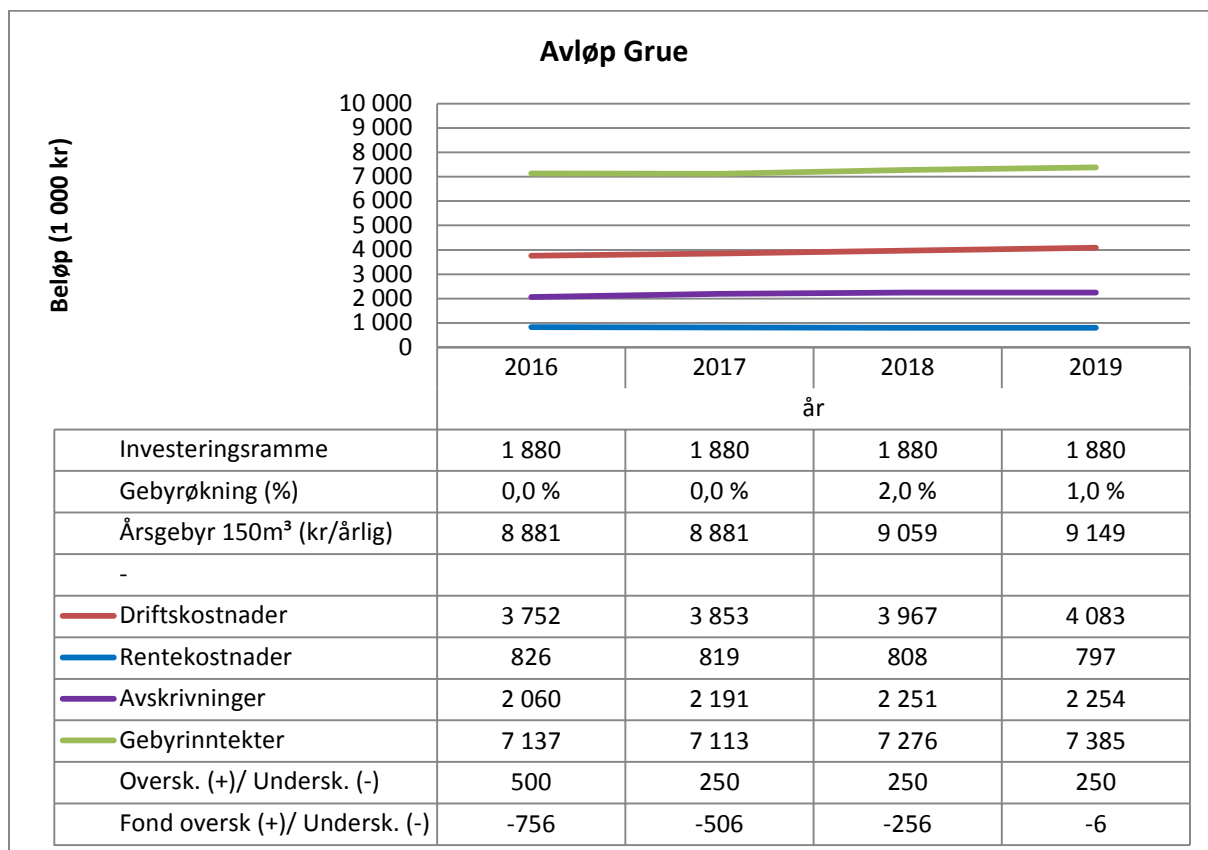 Avløp Grue
Beløp (1 000 kr)
10 000
9 000
8 000
7 000
6 000
5 000
4 000
3 000
2 000
1 000
0
2016 2017 2018 2019
år
Investeringsramme 1 880 1 880 1 880 1 880
Gebyrøkning (%) 0,0 % 0,0 % 2,0 % 1,0 %
Årsgebyr 150m³ (kr/årlig) 8 881 8 881 9 059 9 149
-
Driftskostnader 3 752 3 853 3 967 4 083
Rentekostnader 826 819 808 797
Avskrivninger 2 060 2 191 2 251 2 254
Gebyrinntekter 7 137 7 113 7 276 7 385
Oversk. (+)/ Undersk. (-) 500 250 250 250
Fond oversk (+)/ Undersk. (-) -756 -506 -256 -6